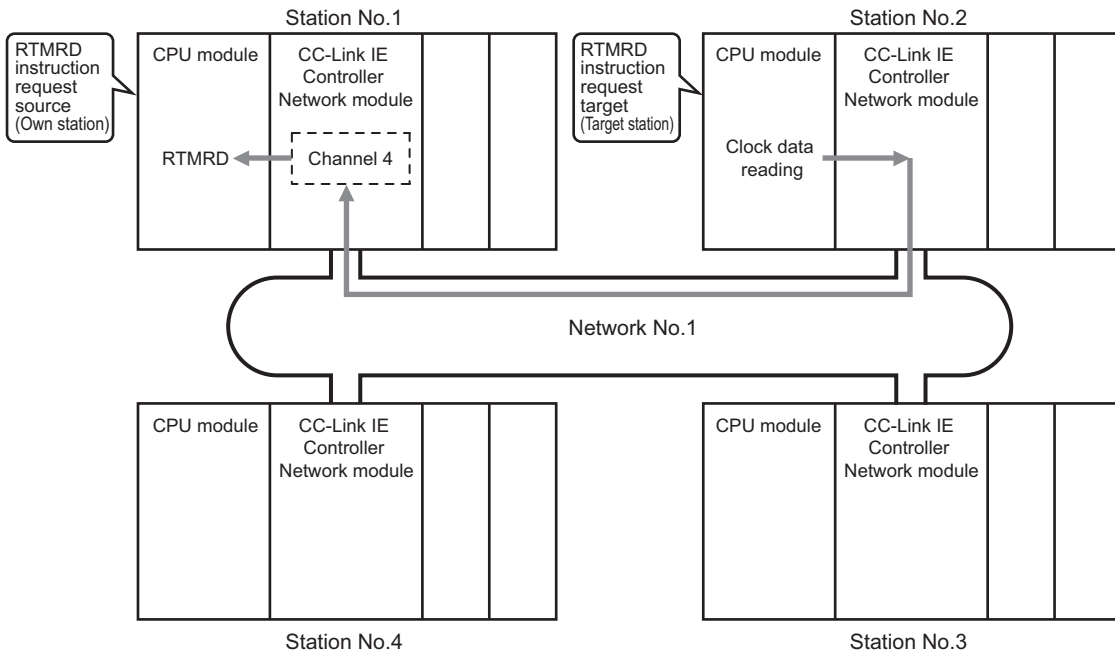 Station No.1
Station No.2
RTMRD
instruction
request
source
(Own station)
CPU module
CC-Link IE
Controller
Network module
RTMRD
Channel 4
RTMRD
instruction
request
target
(Target station)
CPU module
CC-Link IE
Controller
Network module
Clock data
reading
Network No.1
CPU module
CC-Link IE
Controller
Network module
CPU module
CC-Link IE
Controller
Network module
Station No.4
Station No.3